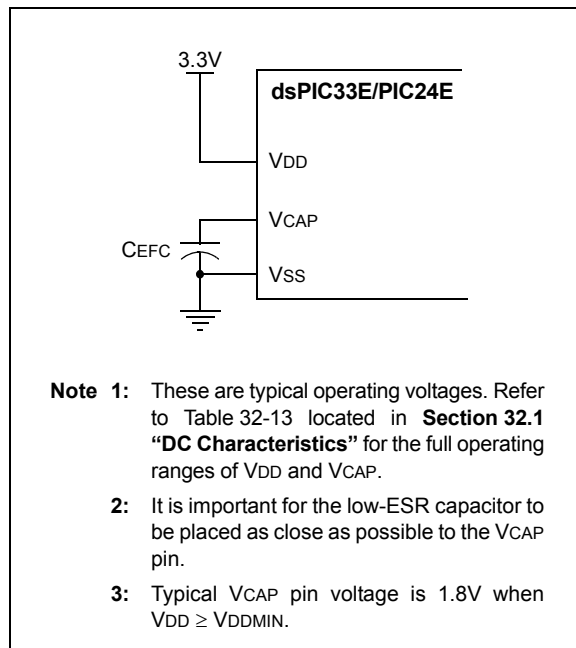 3.3V
dsPIC33E/PIC24E
VDD
VCAP
CEFC
VSS
Note 1: These are typical operating voltages. Refer
to Table 32-13 located in Section 32.1
“DC Characteristics” for the full operating
ranges of VDD and VCAP.
2: It is important for the low-ESR capacitor to
be placed as close as possible to the VCAP
pin.
3: Typical VCAP pin voltage is 1.8V when
VDD ≥ VDDMIN.